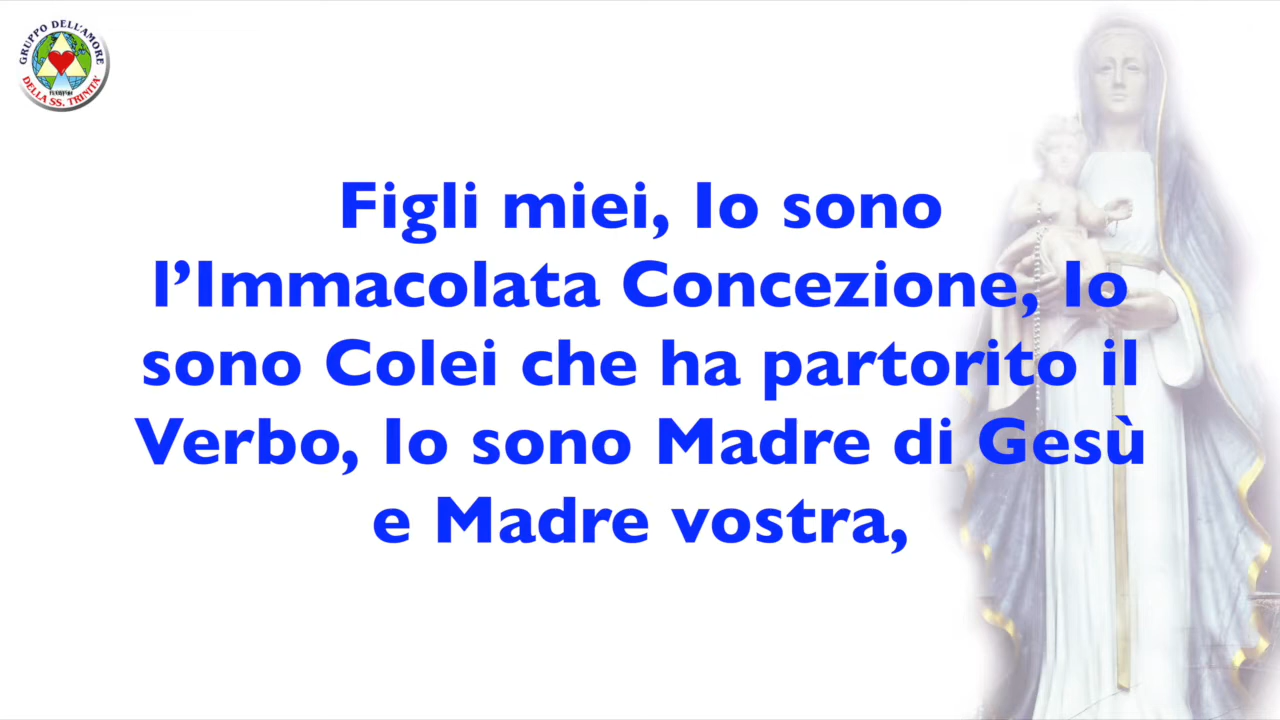 GRUPPO DELL'AMORE
DELLA SS. TRINITA'
Figli miei, Io sono
l’Immacolata Concezione, Io
sono Colei che ha partorito il
Verbo, Io sono Madre di Gesù
e Madre vostra,